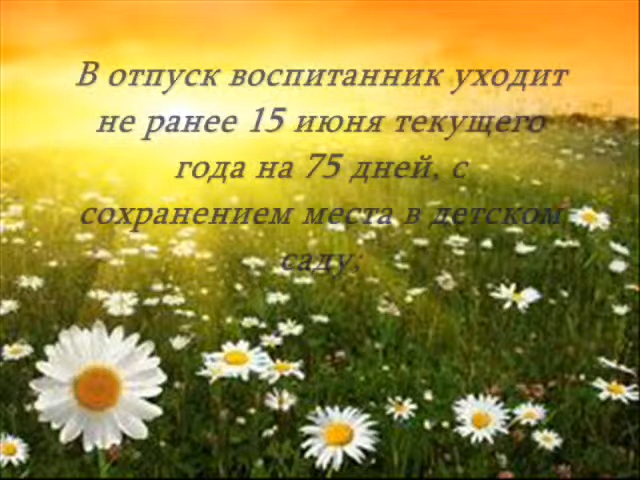 В отпуск воспитанник уходит
не ранее 15 июня текущего
года на 75 дней, с
сохранением места в детском
саду;